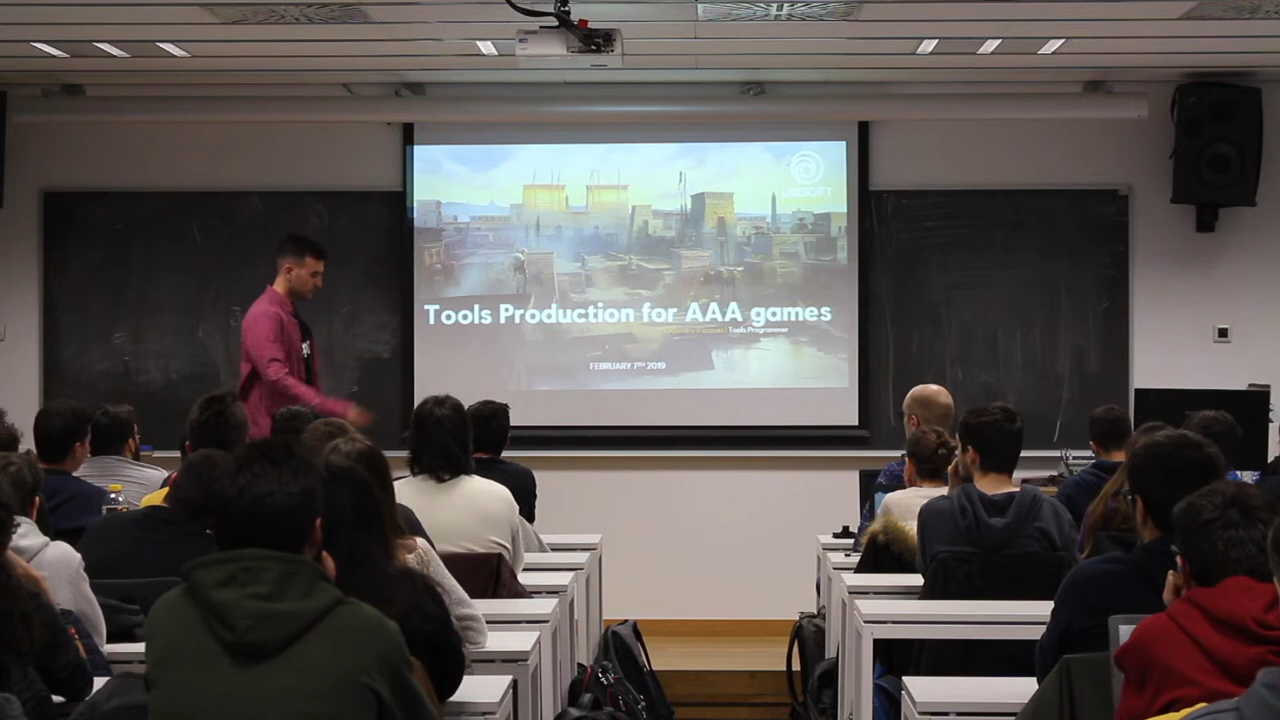 UBISOFT
Tools Production for AAA games
| Tools Programmer
FEBRUARY 7TH 2019